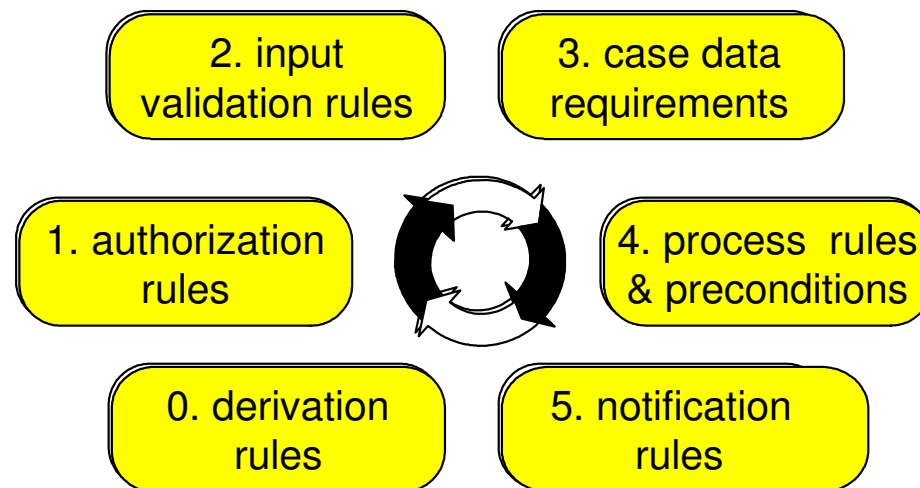 2. input
validation rules
3. case data
requirements
1. authorization
rules
4. process rules
& preconditions
0. derivation
rules
5. notification
rules